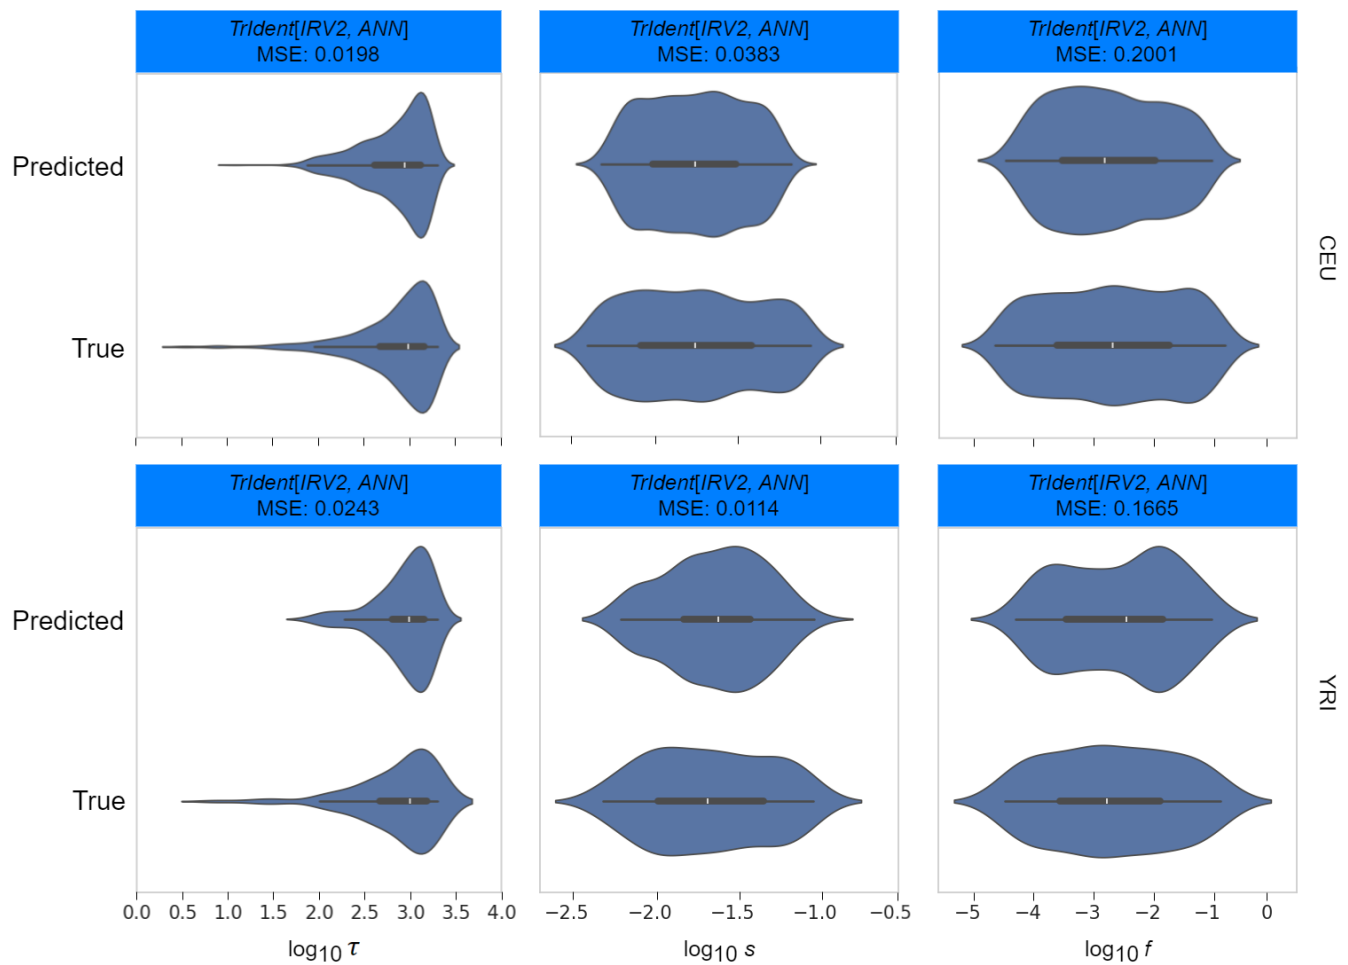 TrIdent[IRV2, ANN]
MSE: 0.0198
TrIdent[IRV2, ANN]
MSE: 0.0383
TrIdent[IRV2, ANN]
MSE: 0.2001
Predicted
True
CEU
TrIdent[IRV2, ANN]
MSE: 0.0243
TrIdent[IRV2, ANN]
MSE: 0.0114
TrIdent[IRV2, ANN]
MSE: 0.1665
Predicted
True
YRI
0.0 0.5 1.0 1.5 2.0 2.5 3.0 3.5 4.0
−2.5 −2.0 −1.5 −1.0 −0.5
−5 −4 −3 −2 −1 0
log10 τ
log10 s
log10 f